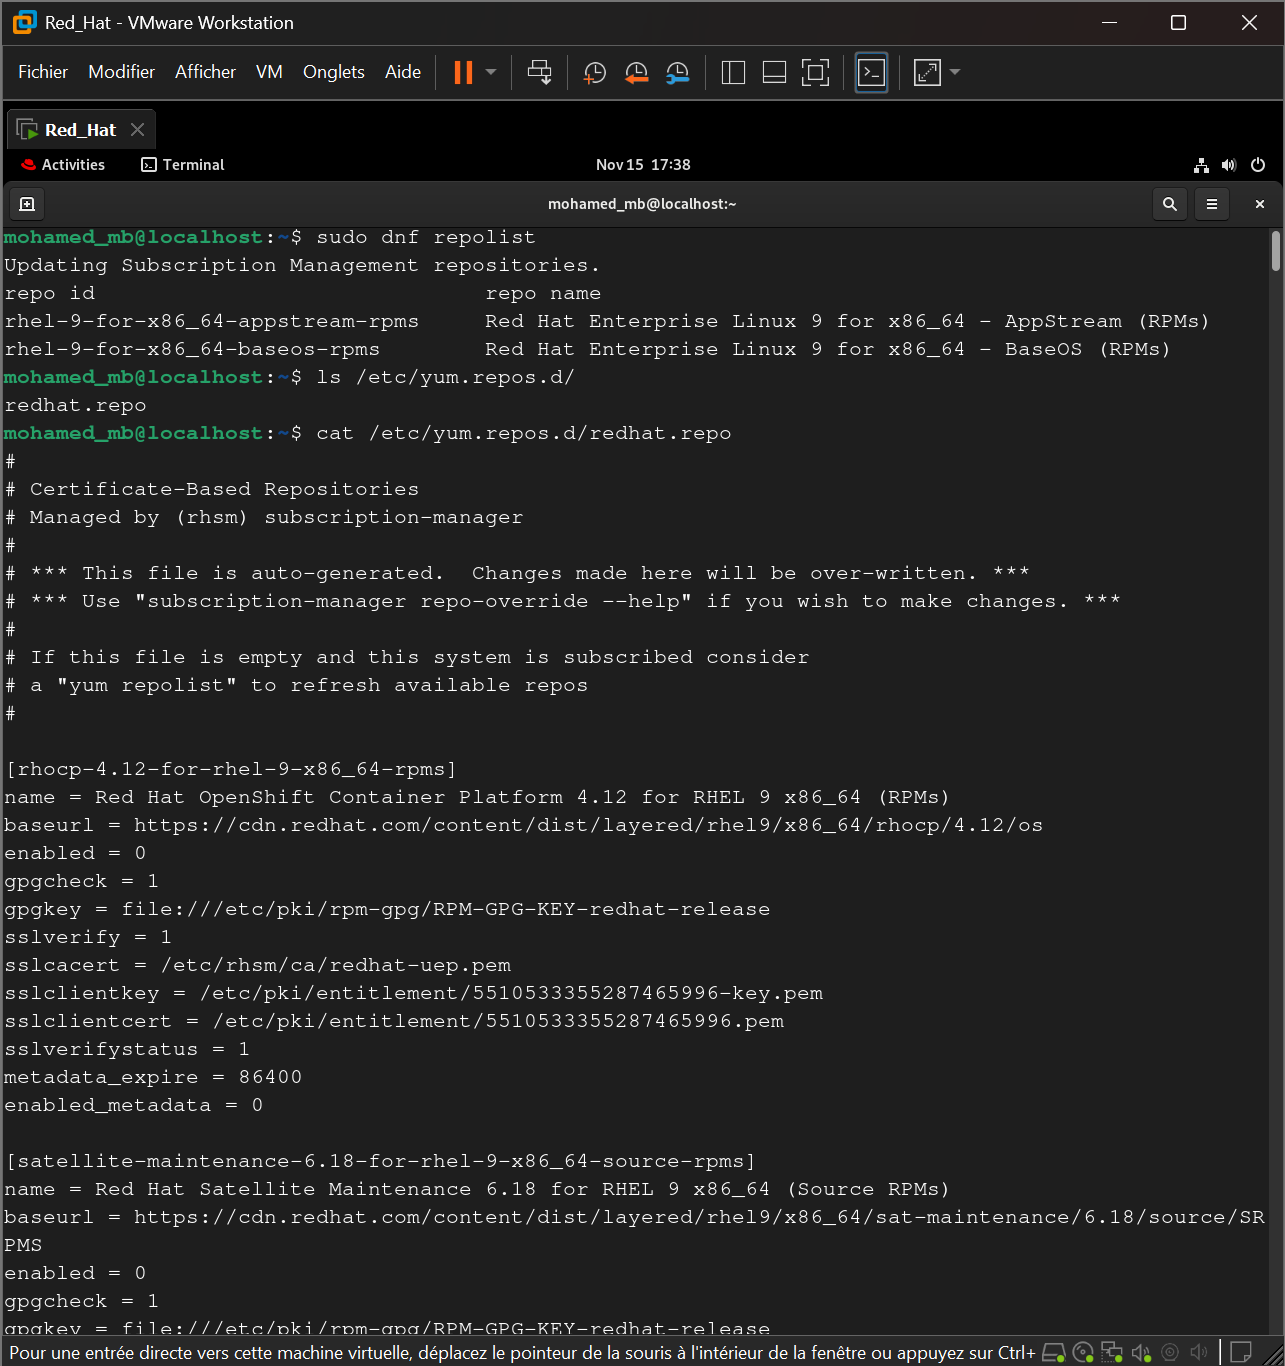 Red_Hat - VMware Workstation
Fichier Modifier Afficher VM Onglets Aide
Red_Hat
Activities Terminal Nov 15 17:38
mohamed_mb@localhost:~
mohamed_mb@localhost:~$ sudo dnf repolist
Updating Subscription Management repositories.
repo id repo name
rhel-9-for-x86_64-appstream-rpms Red Hat Enterprise Linux 9 for x86_64 - AppStream (RPMs)
rhel-9-for-x86_64-baseos-rpms Red Hat Enterprise Linux 9 for x86_64 - BaseOS (RPMs)
mohamed_mb@localhost:~$ ls /etc/yum.repos.d/
redhat.repo
mohamed_mb@localhost:~$ cat /etc/yum.repos.d/redhat.repo
#
# Certificate-Based Repositories
# Managed by (rhsm) subscription-manager
#
# *** This file is auto-generated.  Changes made here will be over-written. ***
# *** Use "subscription-manager repo-override --help" if you wish to make changes. ***
#
# If this file is empty and this system is subscribed consider
# a "yum repolist" to refresh available repos
#
[rhocp-4.12-for-rhel-9-x86_64-rpms]
name = Red Hat OpenShift Container Platform 4.12 for RHEL 9 x86_64 (RPMs)
baseurl = https://cdn.redhat.com/content/dist/layered/rhel9/x86_64/rhocp/4.12/os
enabled = 0
gpgcheck = 1
gpgkey = file:///etc/pki/rpm-gpg/RPM-GPG-KEY-redhat-release
sslverify = 1
sslcacert = /etc/rhsm/ca/redhat-uep.pem
sslclientkey = /etc/pki/entitlement/5510533355287465996-key.pem
sslclientcert = /etc/pki/entitlement/5510533355287465996.pem
sslverifystatus = 1
metadata_expire = 86400
enabled_metadata = 0
[satellite-maintenance-6.18-for-rhel-9-x86_64-source-rpms]
name = Red Hat Satellite Maintenance 6.18 for RHEL 9 x86_64 (Source RPMs)
baseurl = https://cdn.redhat.com/content/dist/layered/rhel9/x86_64/sat-maintenance/6.18/source/SR
PMS
enabled = 0
gpgcheck = 1
gpgkey = file:///etc/pki/rpm-gpg/RPM-GPG-KEY-redhat-release
Pour une entrée directe vers cette machine virtuelle, déplacez le pointeur de la souris à l'intérieur de la fenêtre ou appuyez sur Ctrl+